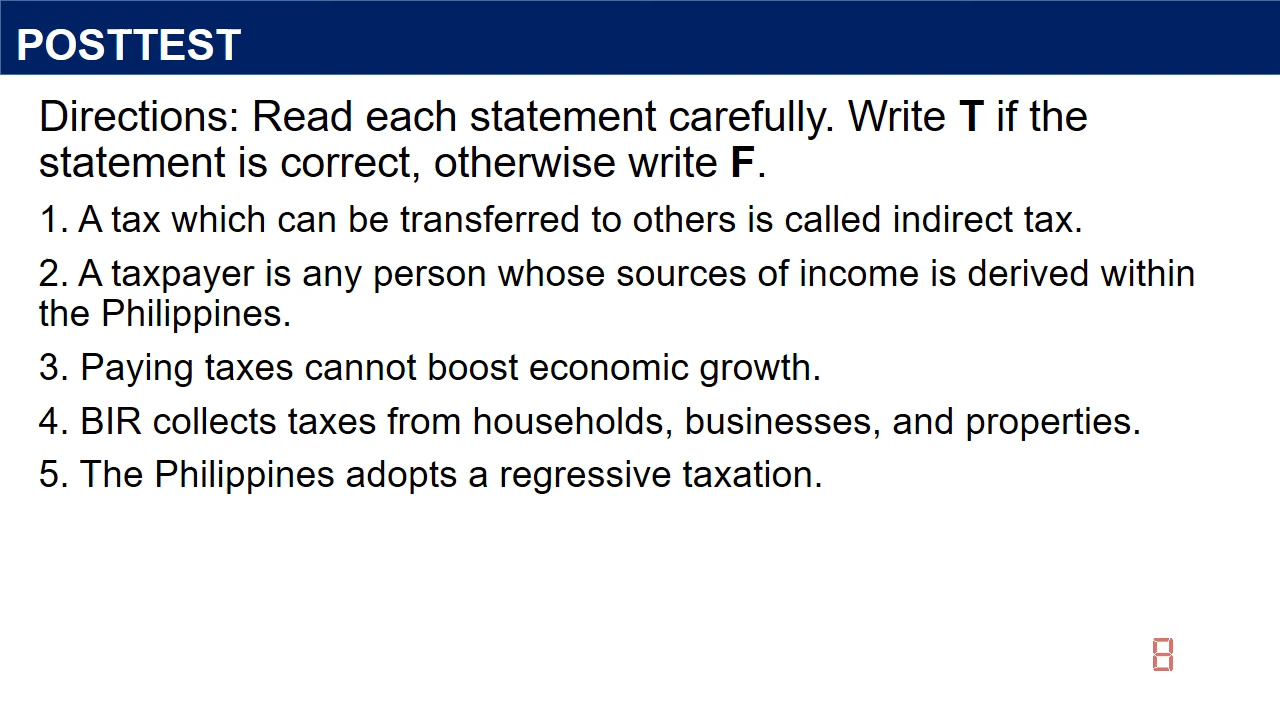 POSTTEST
Directions: Read each statement carefully. Write T if the
statement is correct, otherwise write F.
1. A tax which can be transferred to others is called indirect tax.
2. A taxpayer is any person whose sources of income is derived within
the Philippines.
3. Paying taxes cannot boost economic growth.
4. BIR collects taxes from households, businesses, and properties.
5. The Philippines adopts a regressive taxation.
8